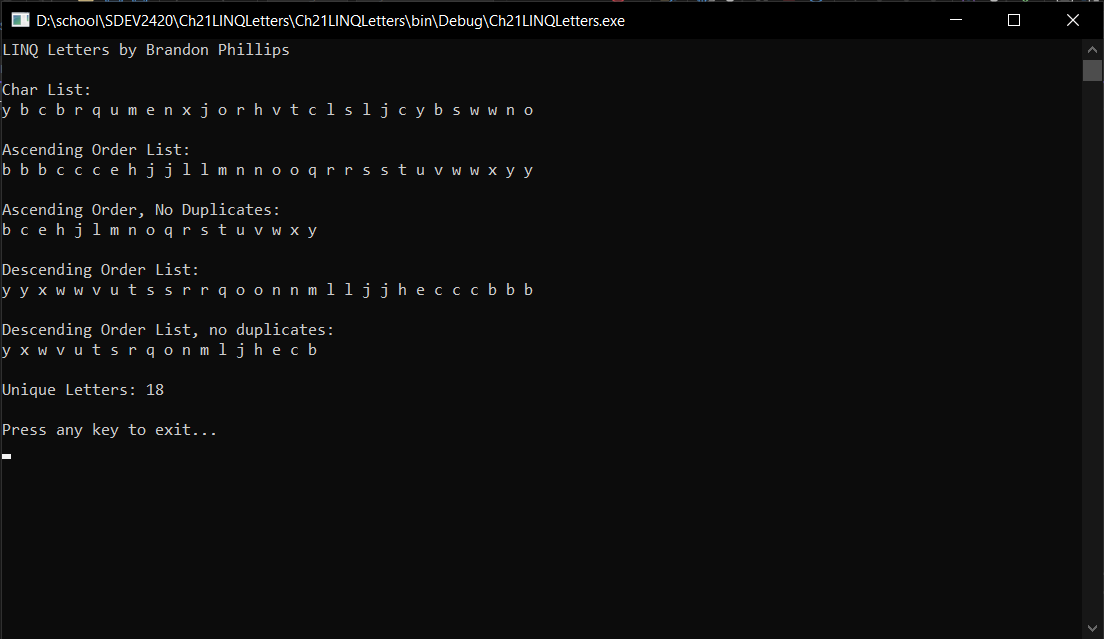 D:\school\SDEV2420\Ch21LINQLetters\Ch21LINQLetters\bin\Debug\Ch21LINQLetters.exe
LINQ Letters by Brandon Phillips
Char List:
y b c b r q u m e n x j o r h v t c l s l j c y b s w w n o
Ascending Order List:
b b b c c c e h j j l l m n n o o q r r s s t u v w w x y y
Ascending Order, No Duplicates:
b c e h j l m n o q r s t u v w x y
Descending Order List:
y y x w w v u t s s r r q o o n n m l l j j h e c c c b b b
Descending Order List, no duplicates:
y x w v u t s r q o n m l j h e c b
Unique Letters: 18
Press any key to exit...